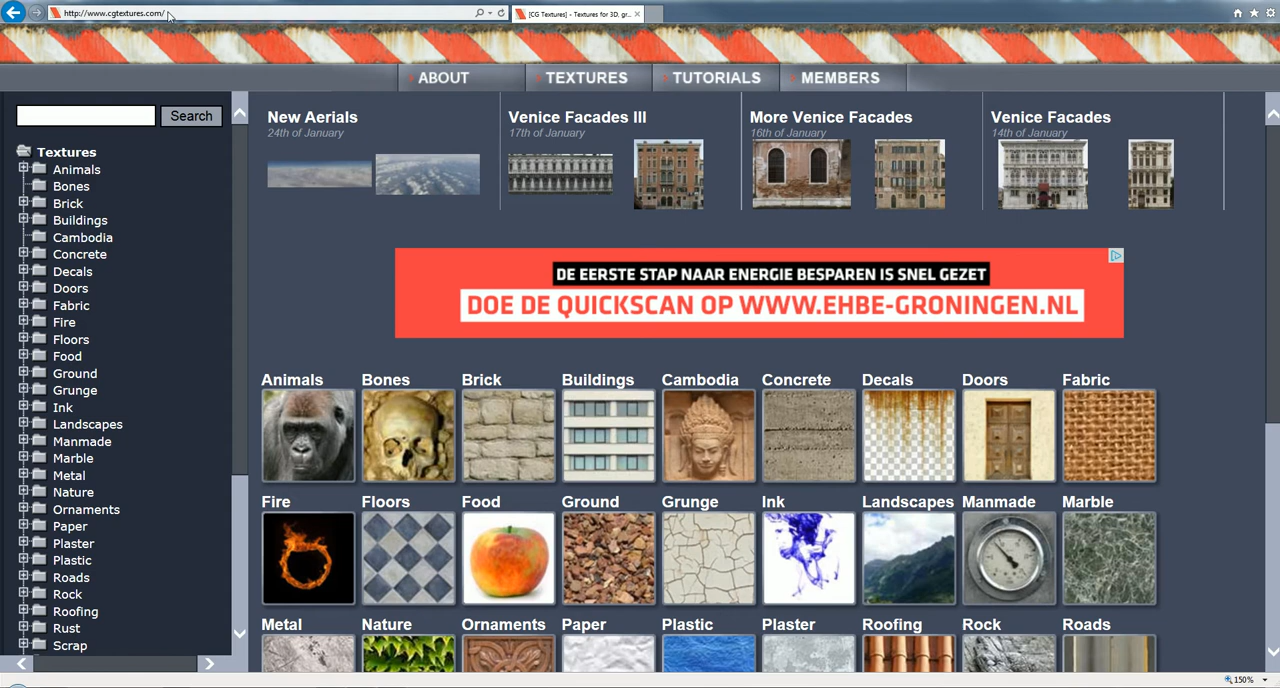 http://www.cgtextures.com/
[CG Textures] - Textures for 3D, gr...
ABOUT
TEXTURES
TUTORIALS
MEMBERS
Search
Textures
Animals
Bones
Brick
Buildings
Cambodia
Concrete
Decals
Doors
Fabric
Fire
Floors
Food
Ground
Grunge
Ink
Landscapes
Manmade
Marble
Metal
Nature
Ornaments
Paper
Plaster
Plastic
Roads
Rock
Roofing
Rust
Scrap
New Aerials
24th of January
Venice Facades III
17th of January
More Venice Facades
16th of January
Venice Facades
14th of January
DE EERSTE STAP NAAR ENERGIE BESPAREN IS SNEL GEZET
DOE DE QUICKSCAN OP WWW.EHBE-GRONINGEN.NL
Animals Bones Brick Buildings Cambodia Concrete Decals Doors Fabric
Fire Floors Food Ground Grunge Ink Landscapes Manmade Marble
Metal Nature Ornaments Paper Plastic Plaster Roofing Rock Roads
150%